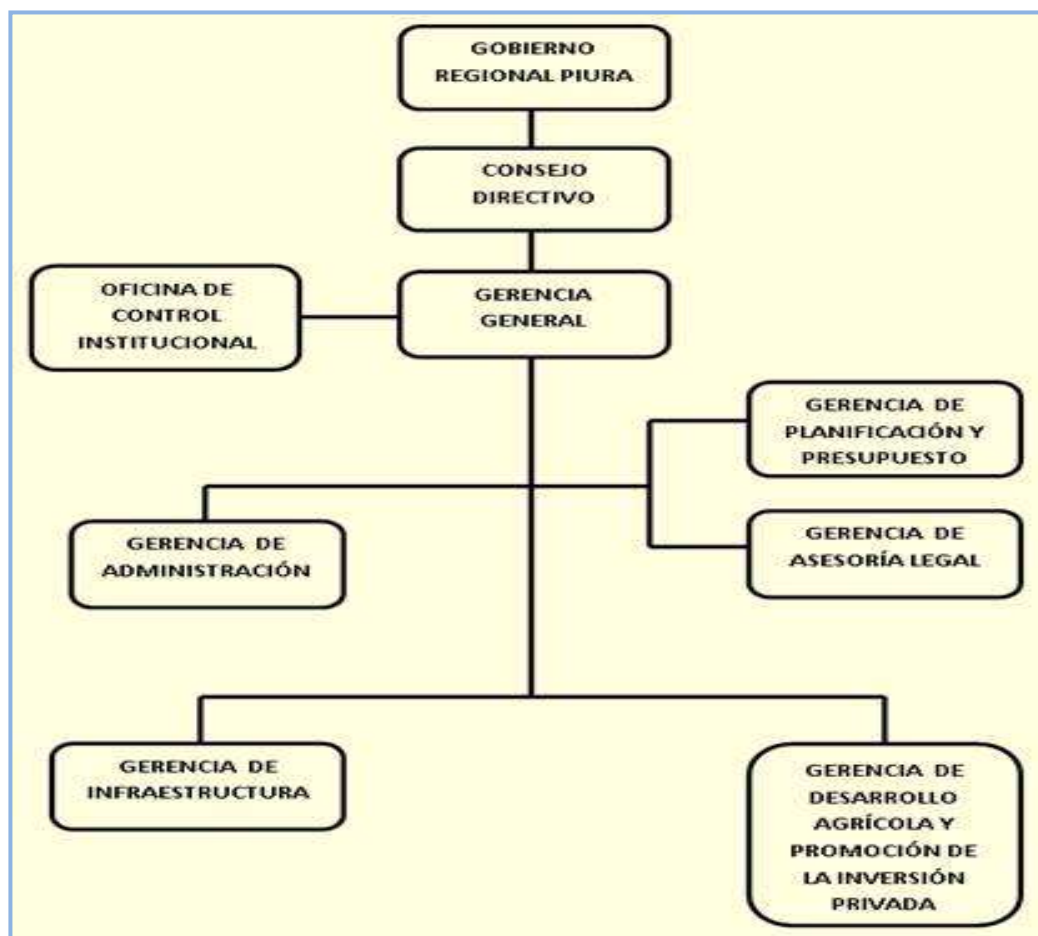 GOBIERNO
REGIONAL PIURA
CONSEJO
DIRECTIVO
OFICINA DE
CONTROL
INSTITUCIONAL
GERENCIA
GENERAL
GERENCIA DE
PLANIFICACIÓN Y
PRESUPUESTO
GERENCIA DE
ADMINISTRACIÓN
GERENCIA DE
ASESORÍA LEGAL
GERENCIA DE
INFRAESTRUCTURA
GERENCIA DE
DESARROLLO
AGRÍCOLA Y
PROMOCIÓN DE
LA INVERSIÓN
PRIVADA